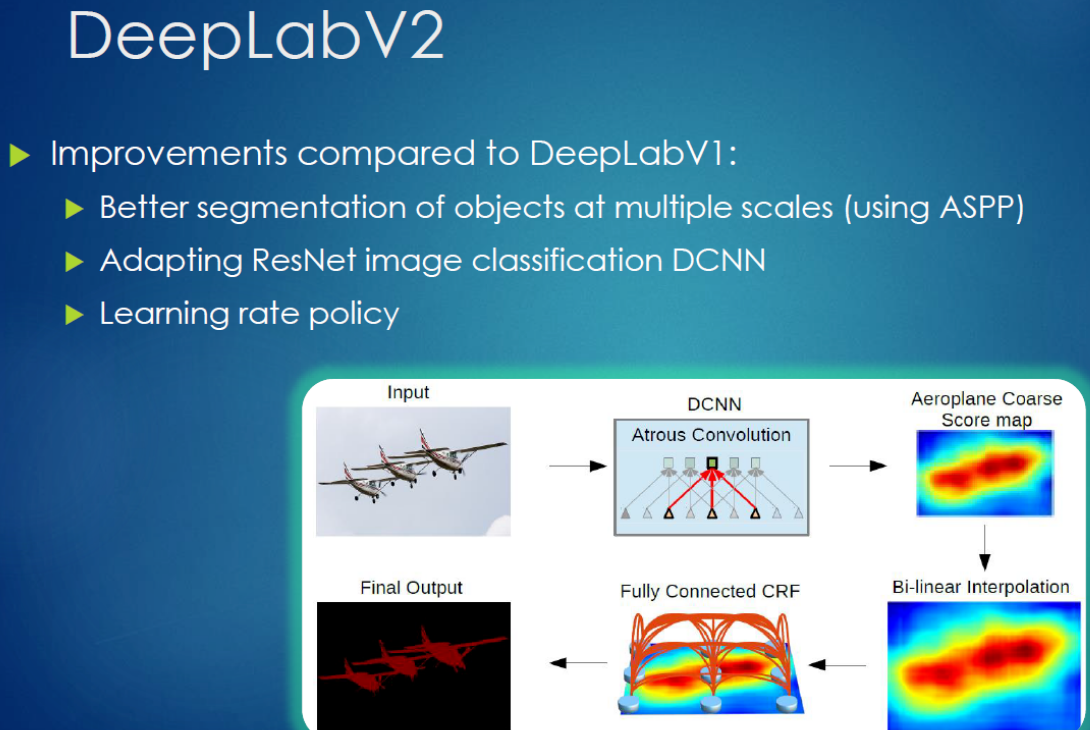 DeepLabV2
Improvements compared to DeepLabV1:
Better segmentation of objects at multiple scales (using ASPP)
Adapting ResNet image classification DCNN
Learning rate policy
Input
DCNN
Atrous Convolution
Aeroplane Coarse
Score map
Final Output
Fully Connected CRF
Bi-linear Interpolation